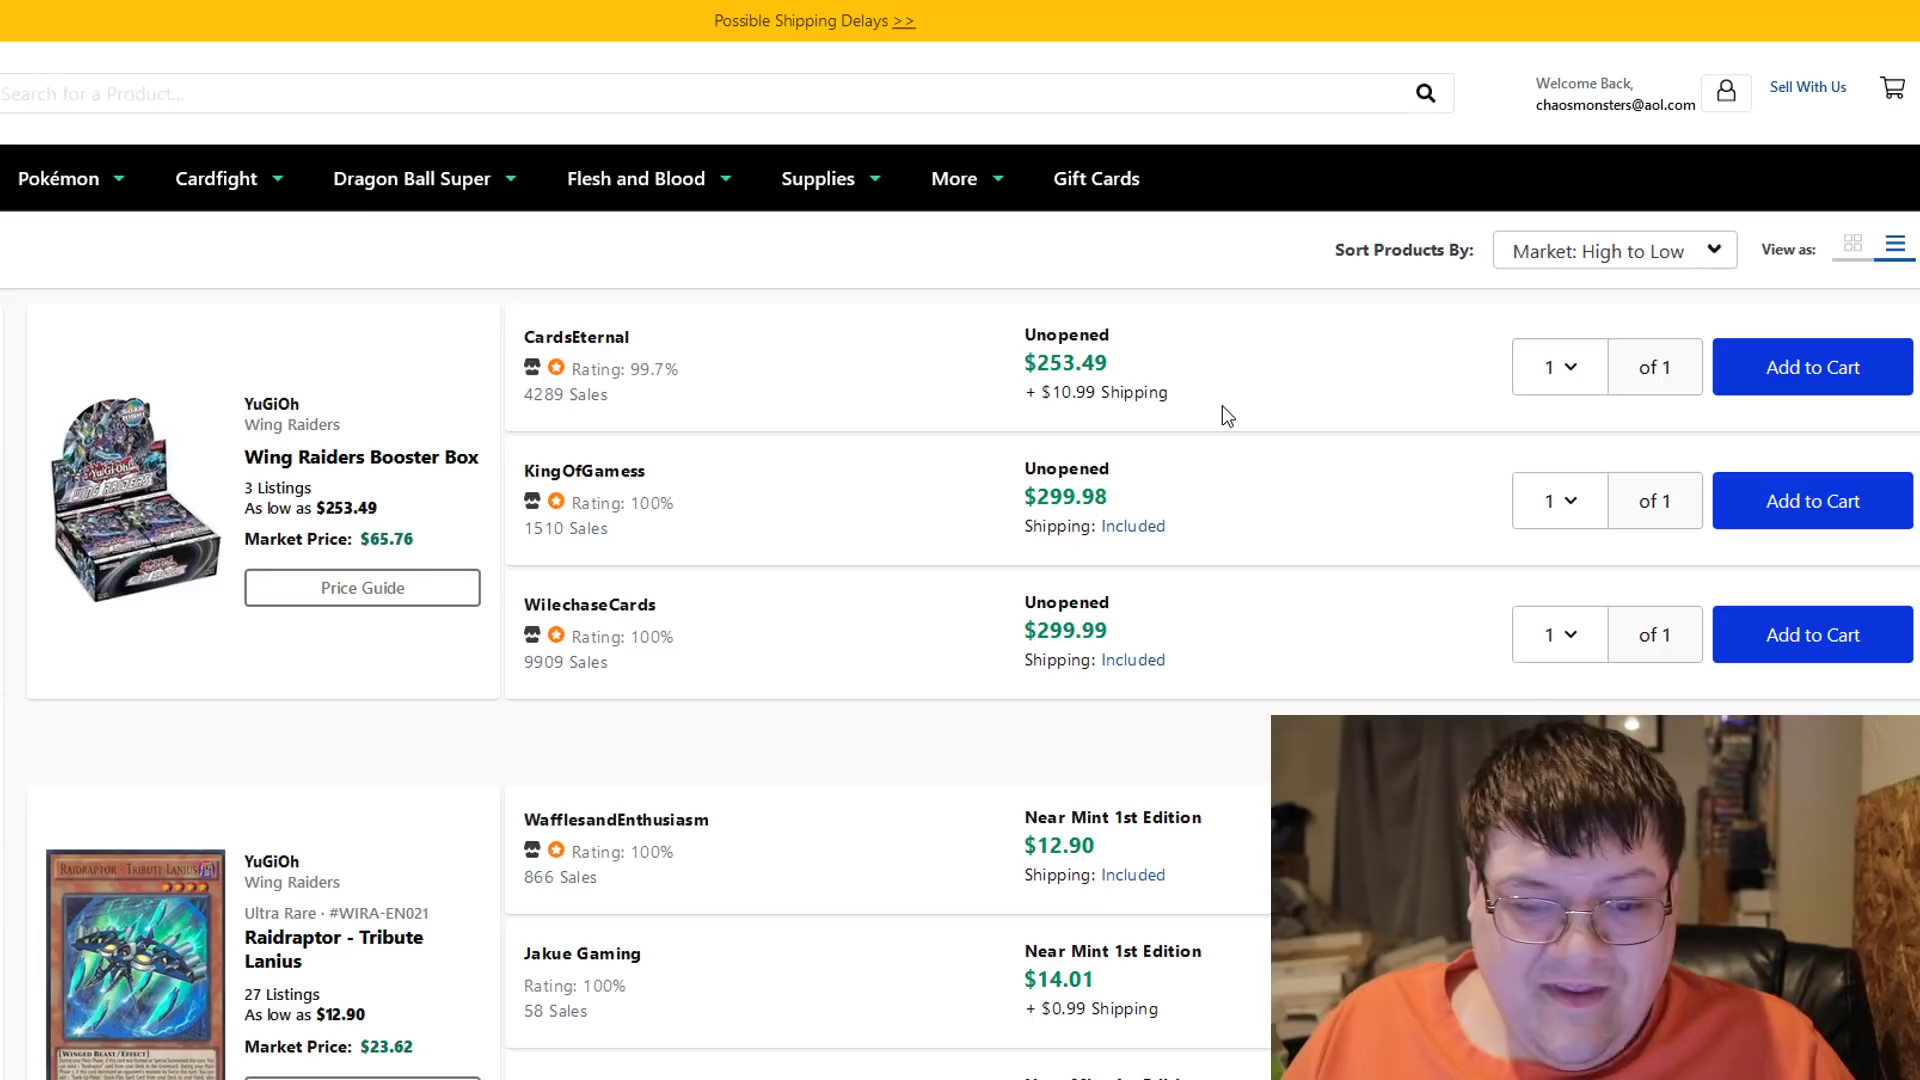 Possible Shipping Delays >>
Search for a Product...
Welcome Back,
chaosmonsters@aol.com
Sell With Us
Pokémon
Cardfight
Dragon Ball Super
Flesh and Blood
Supplies
More
Gift Cards
Sort Products By:
Market: High to Low
View as:
YuGiOh
Wing Raiders
Wing Raiders Booster Box
3 Listings
As low as $253.49
Market Price: $65.76
Price Guide
CardsEternal
Rating: 99.7%
4289 Sales
Unopened
$253.49
+ $10.99 Shipping
1
of 1
Add to Cart
KingOfGamess
Rating: 100%
1510 Sales
Unopened
$299.98
Shipping: Included
1
of 1
Add to Cart
WilechaseCards
Rating: 100%
9909 Sales
Unopened
$299.99
Shipping: Included
1
of 1
Add to Cart
RAIDRAPTOR - TRIBUTE LANIUS
[WINGED BEAST/EFFECT]
YuGiOh
Wing Raiders
Ultra Rare · #WIRA-EN021
Raidraptor - Tribute
Lanius
27 Listings
As low as $12.90
Market Price: $23.62
WafflesandEnthusiasm
Rating: 100%
866 Sales
Near Mint 1st Edition
$12.90
Shipping: Included
Jakue Gaming
Rating: 100%
58 Sales
Near Mint 1st Edition
$14.01
+ $0.99 Shipping